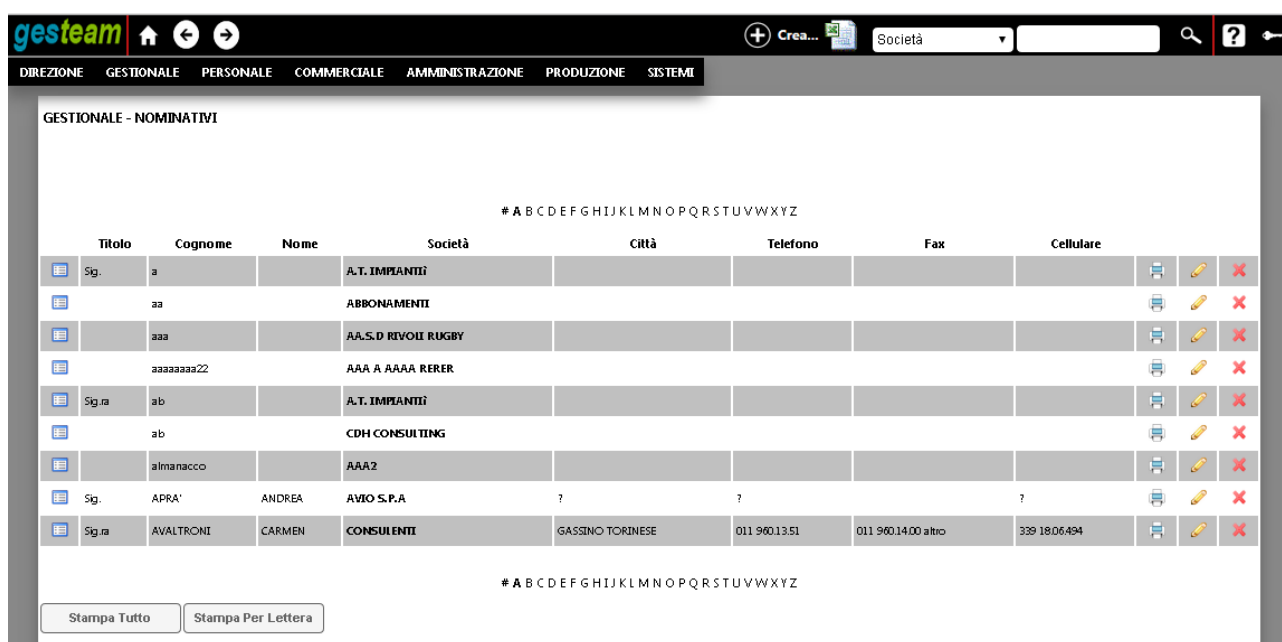 gesteam Crea... Società
DIREZIONE GESTIONALE PERSONALE COMMERCIALE AMMINISTRAZIONE PRODUZIONE SISTEMI
GESTIONALE - NOMINATIVI
# A B C D E F G H I J K L M N O P Q R S T U V W X Y Z
Titolo Cognome Nome Società Città Telefono Fax Cellulare
Sig. a A.T. IMPIANTIì
aa ABBONAMENTI
aaa AA.S.D RIVOLI RUGBY
aaaaaaaa22 AAA A AAAA RERER
Sig.ra ab A.T. IMPIANTIì
ab CDH CONSULTING
almanacco AAA2
Sig. APRA' ANDREA AVIO S.P.A ? ? ?
Sig.ra AVALTRONI CARMEN CONSULENTI GASSINO TORINESE 011 960.13.51 011 960.14.00 altro 339 18.06.494
# A B C D E F G H I J K L M N O P Q R S T U V W X Y Z
Stampa Tutto Stampa Per Lettera